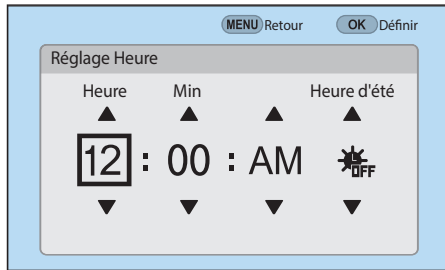 MENU Retour OK Définir
Réglage Heure
Heure Min Heure d'été
12 : 00 : AM OFF